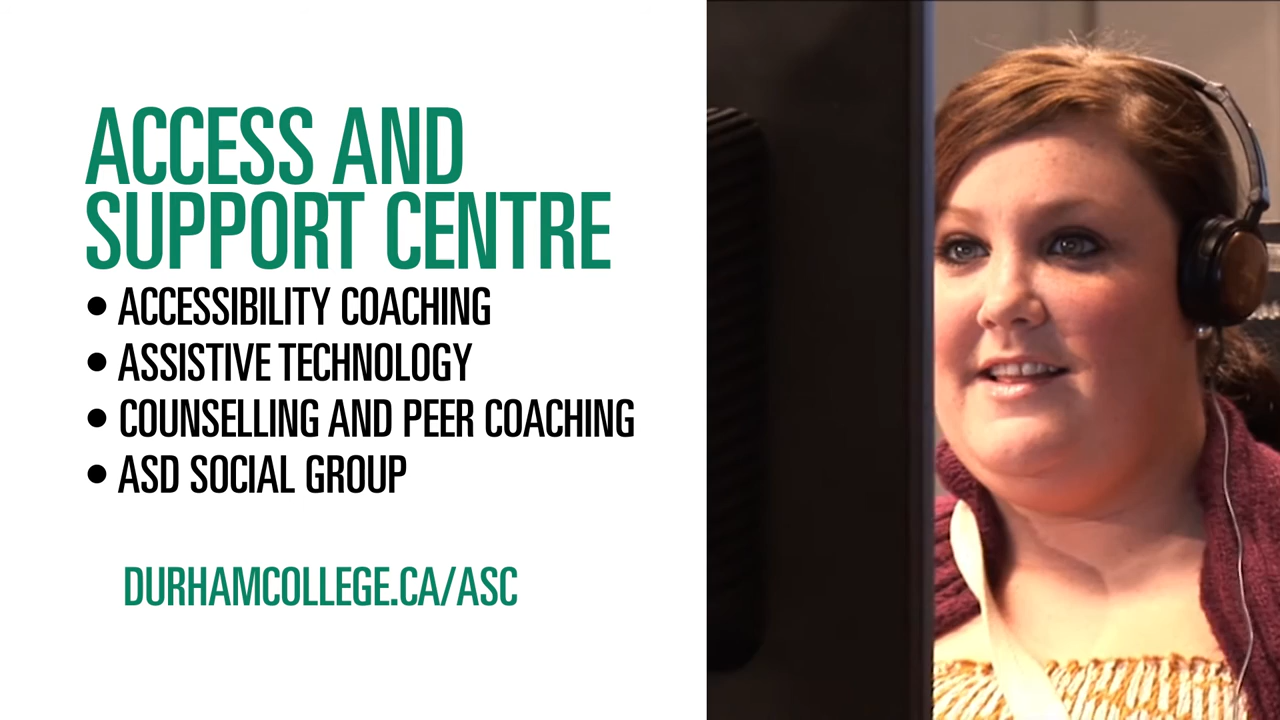 ACCESS AND
SUPPORT CENTRE
• ACCESSIBILITY COACHING
• ASSISTIVE TECHNOLOGY
• COUNSELLING AND PEER COACHING
• ASD SOCIAL GROUP
DURHAMCOLLEGE.CA/ASC